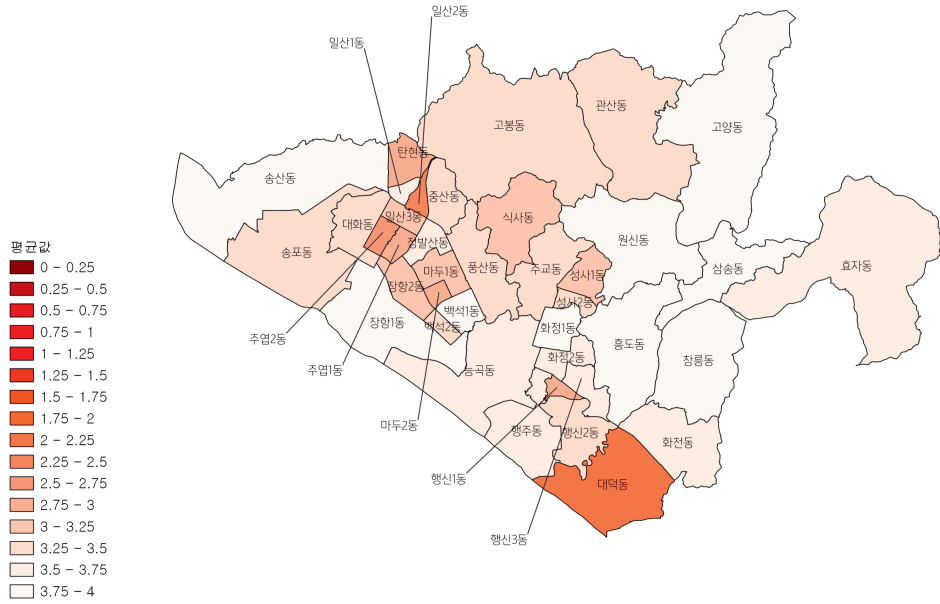 일산2동
일산1동
관산동
고봉동
고양동
탄현동
송산동
중산동
식사동
일산3동
대화동
정발산동
원신동
송포동
풍산동
주교동
마두1동
성사1동
삼송동
효자동
장항2동
성사2동
백석1동
장항1동
백석2동
화정1동
주엽2동
흥도동
화정2동
창릉동
주엽1동
능곡동
마두2동
행주동
행신2동
화전동
행신1동
대덕동
행신3동
평균값
0 - 0.25
0.25 - 0.5
0.5 - 0.75
0.75 - 1
1 - 1.25
1.25 - 1.5
1.5 - 1.75
1.75 - 2
2 - 2.25
2.25 - 2.5
2.5 - 2.75
2.75 - 3
3 - 3.25
3.25 - 3.5
3.5 - 3.75
3.75 - 4